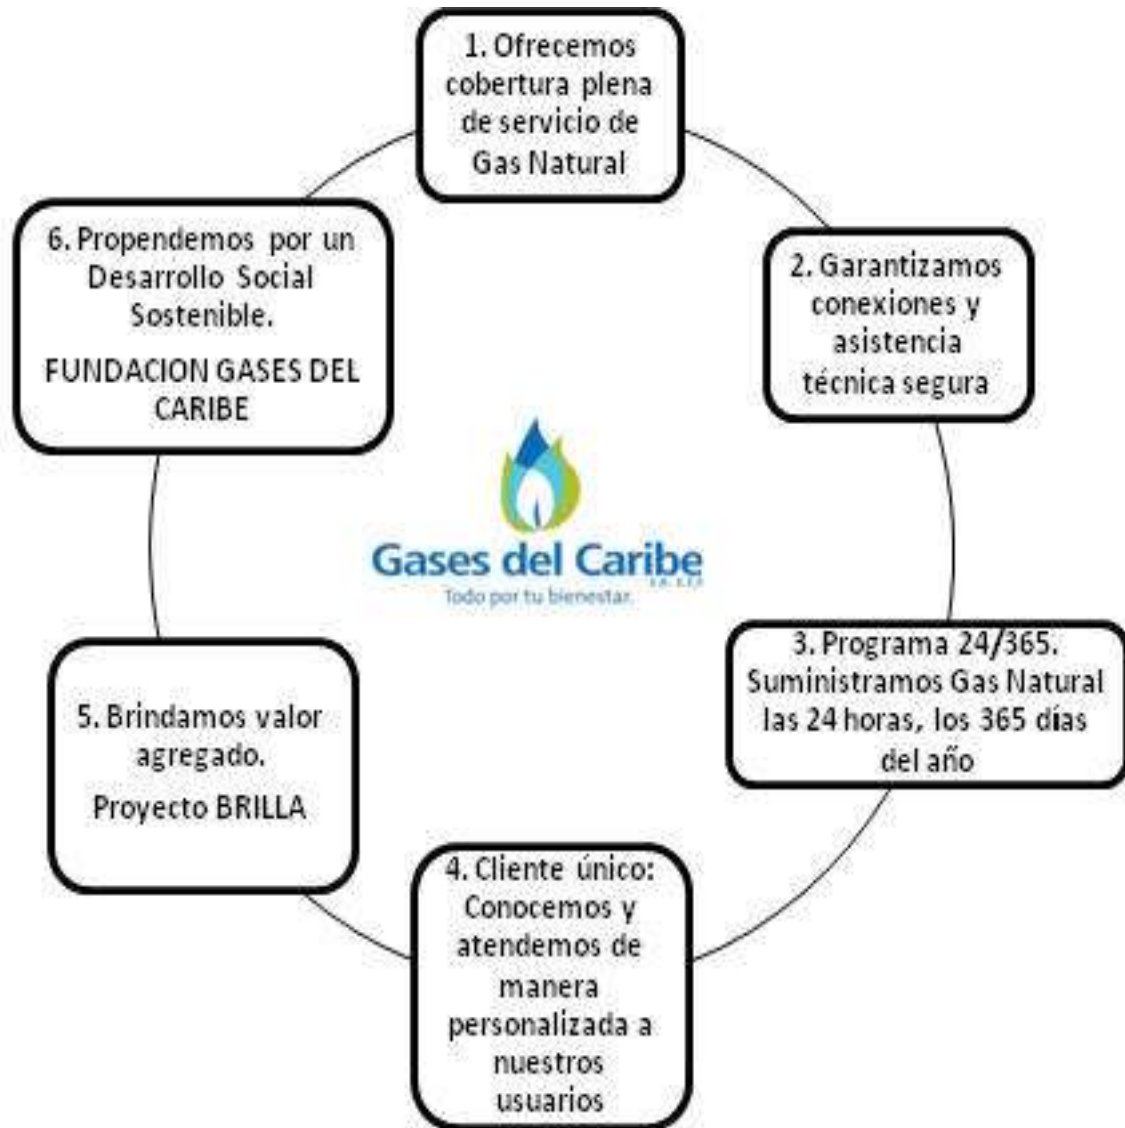 1. Ofrecemos
cobertura plena
de servicio de
Gas Natural
2. Garantizamos
conexiones y
asistencia
técnica segura
3. Programa 24/365.
Suministramos Gas Natural
las 24 horas, los 365 días
del año
4. Cliente único:
Conocemos y
atendemos de
manera
personalizada a
nuestros
usuarios
5. Brindamos valor
agregado.
Proyecto BRILLA
6. Propendemos por un
Desarrollo Social
Sostenible.
FUNDACION GASES DEL
CARIBE
Gases del Caribe
Todo por tu bienestar.